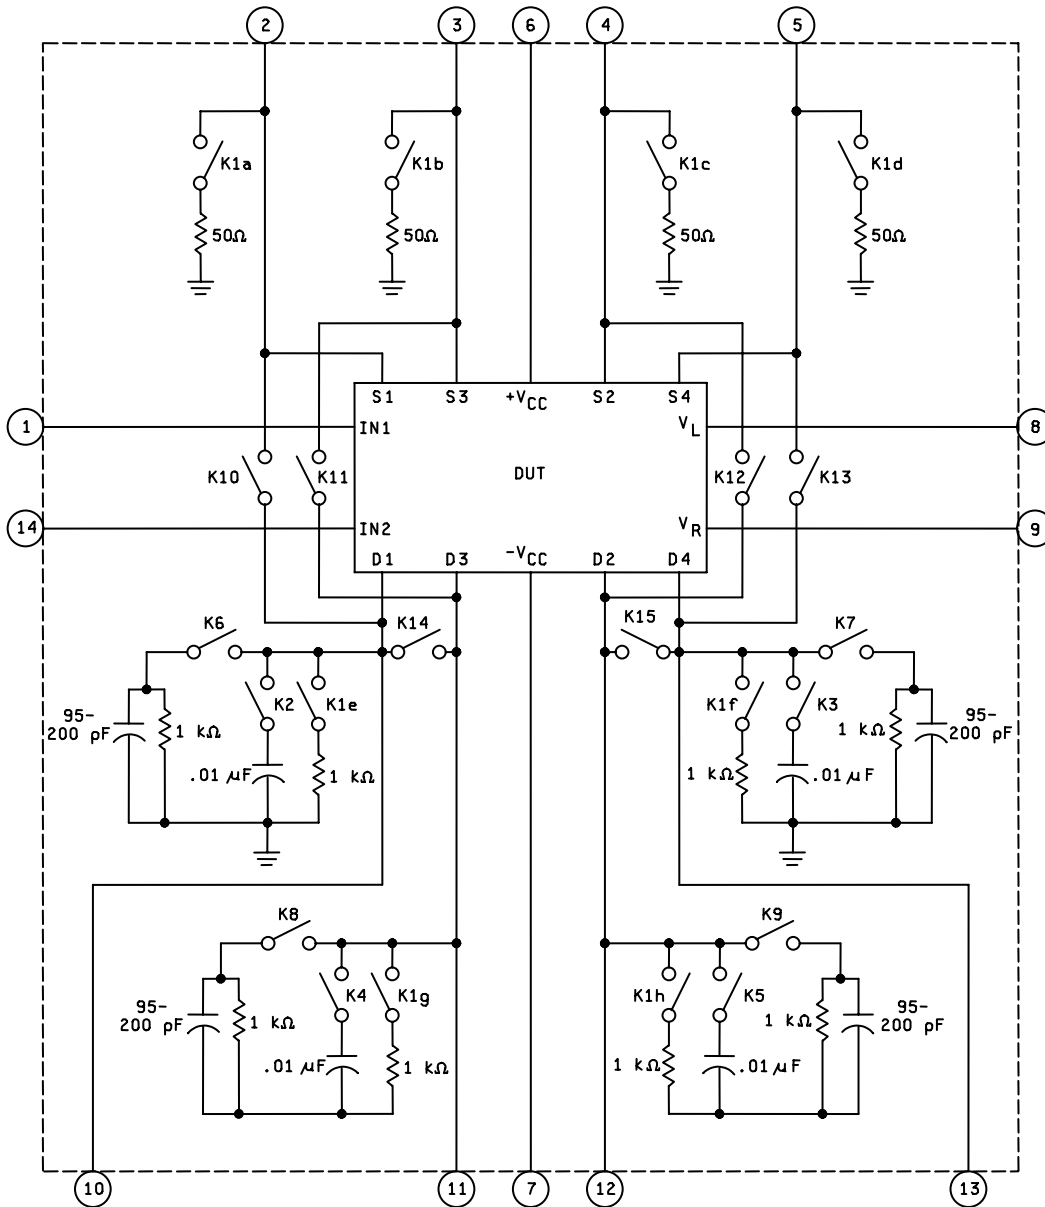 2 3 6 4 5
K1a K1b K1c K1d
50Ω 50Ω 50Ω 50Ω
S1 S3 +VCC S2 S4
1 IN1 VL 8
K10 K11 DUT K12 K13
14 IN2 VR 9
D1 D3 -VCC D2 D4
K6 K14 K15 K7
K2 K1e K1f K3
95-
200 pF 1 kΩ
.01 μF 1 kΩ
95-
1 kΩ 200 pF
1 kΩ .01 μF
K8 K9
K4 K1g K1h K5
95-
200 pF 1 kΩ
.01 μF 1 kΩ
95-
1 kΩ 200 pF
1 kΩ .01 μF
10 11 7 12 13